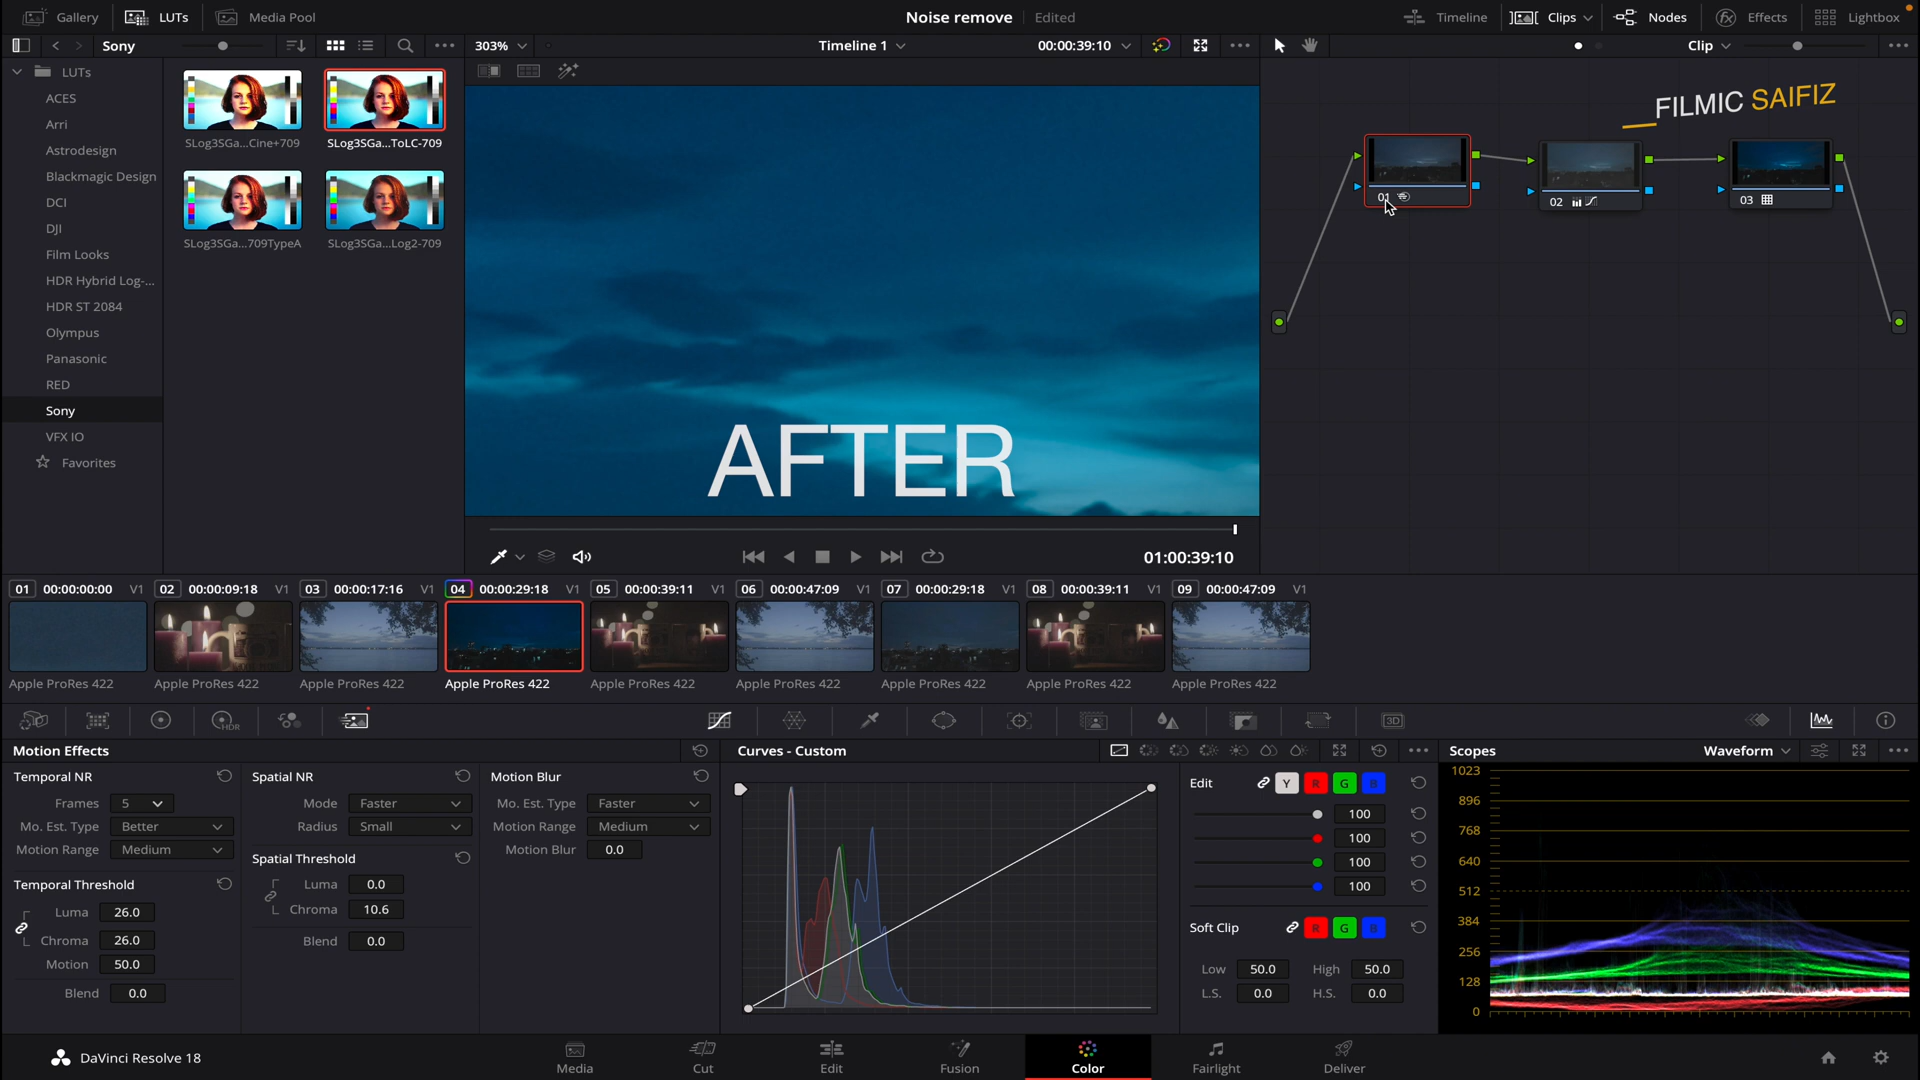 Gallery LUTs Media Pool Noise remove Edited Timeline Clips Nodes Effects Lightbox
Sony 303% Timeline 1 00:00:39:10 Clip
LUTs
ACES
Arri
Astrodesign
Blackmagic Design
DCI
DJI
Film Looks
HDR Hybrid Log-...
HDR ST 2084
Olympus
Panasonic
RED
Sony
VFX IO
Favorites
SLog3SGa...Cine+709 SLog3SGa...ToLC-709
SLog3SGa...709TypeA SLog3SGa...Log2-709
AFTER
FILMIC SAIFIZ
01 02 03
01:00:39:10
01 00:00:00:00 V1 02 00:00:09:18 V1 03 00:00:17:16 V1 04 00:00:29:18 V1 05 00:00:39:11 V1 06 00:00:47:09 V1 07 00:00:29:18 V1 08 00:00:39:11 V1 09 00:00:47:09 V1
Apple ProRes 422 Apple ProRes 422 Apple ProRes 422 Apple ProRes 422 Apple ProRes 422 Apple ProRes 422 Apple ProRes 422 Apple ProRes 422 Apple ProRes 422
HDR 3D
Motion Effects
Temporal NR
Frames 5
Mo. Est. Type Better
Motion Range Medium
Temporal Threshold
Luma 26.0
Chroma 26.0
Motion 50.0
Blend 0.0
Spatial NR
Mode Faster
Radius Small
Spatial Threshold
Luma 0.0
Chroma 10.6
Blend 0.0
Motion Blur
Mo. Est. Type Faster
Motion Range Medium
Motion Blur 0.0
Curves - Custom
Edit Y R G B
100
100
100
100
Soft Clip R G B
Low 50.0 High 50.0
L.S. 0.0 H.S. 0.0
Scopes Waveform
1023
896
768
640
512
384
256
128
0
DaVinci Resolve 18 Media Cut Edit Fusion Color Fairlight Deliver